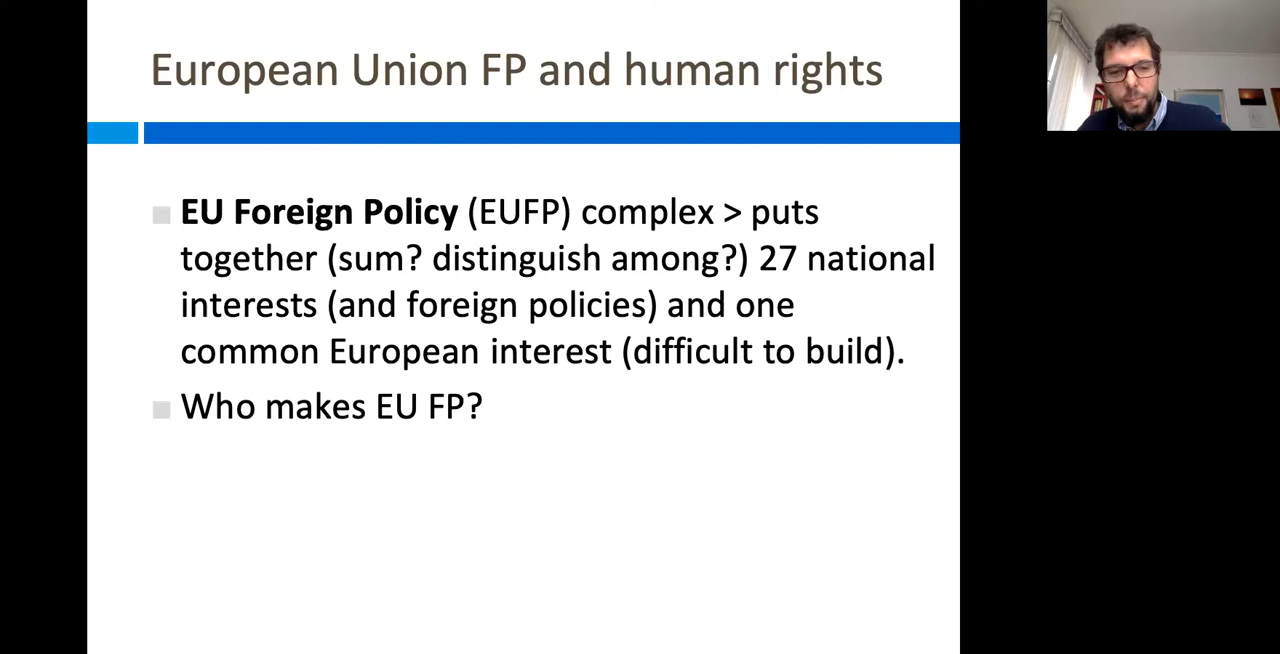 European Union FP and human rights
EU Foreign Policy (EUFP) complex > puts
together (sum? distinguish among?) 27 national
interests (and foreign policies) and one
common European interest (difficult to build).
Who makes EU FP?